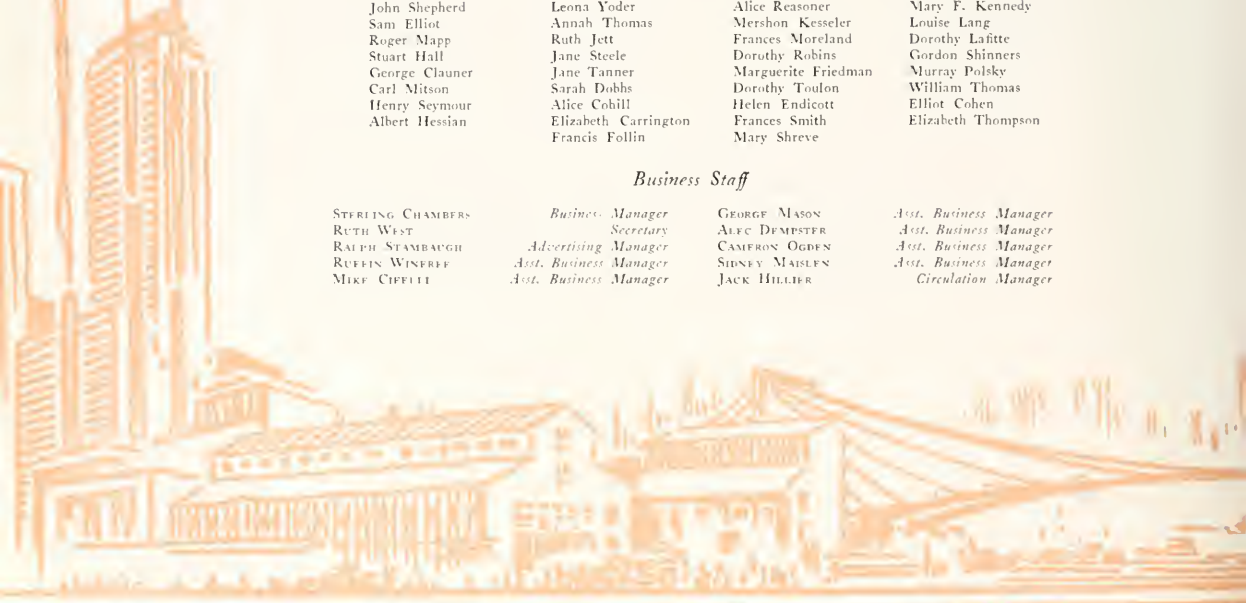 John Shepherd
Sam Elliot
Roger Mapp
Stuart Hall
George Clauner
Carl Mitson
Henry Seymour
Albert Hessian
Leona Yoder
Annah Thomas
Ruth Jett
Jane Steele
Jane Tanner
Sarah Dobbs
Alice Cohill
Elizabeth Carrington
Francis Follin
Alice Reasoner
Mershon Kesseler
Frances Moreland
Dorothy Robins
Marguerite Friedman
Dorothy Toulon
Helen Endicott
Frances Smith
Mary Shreve
Mary F. Kennedy
Louise Lang
Dorothy Lafitte
Gordon Shinners
Murray Polsky
William Thomas
Elliot Cohen
Elizabeth Thompson
Business Staff
Sterling Chambers Business Manager
Ruth West Secretary
Ralph Stambaugh Advertising Manager
Ruffin Winfree Asst. Business Manager
Mike Asst. Business Manager
George Mason Asst. Business Manager
Alec Dempster Asst. Business Manager
Cameron Ogden Asst. Business Manager
Sidney Maislen Asst. Business Manager
Jack Hillier Circulation Manager